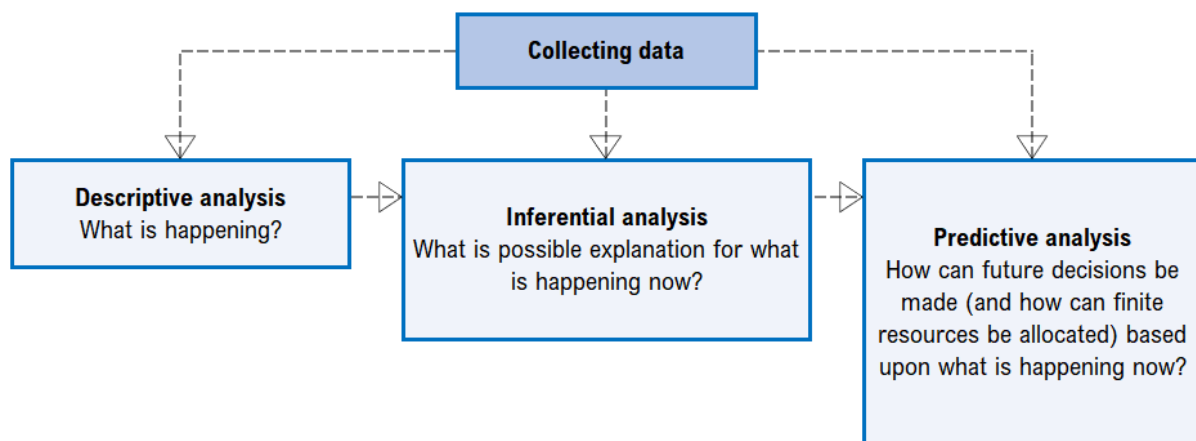 Collecting data
Descriptive analysis
What is happening?
Inferential analysis
What is possible explanation for what
is happening now?
Predictive analysis
How can future decisions be
made (and how can finite
resources be allocated) based
upon what is happening now?